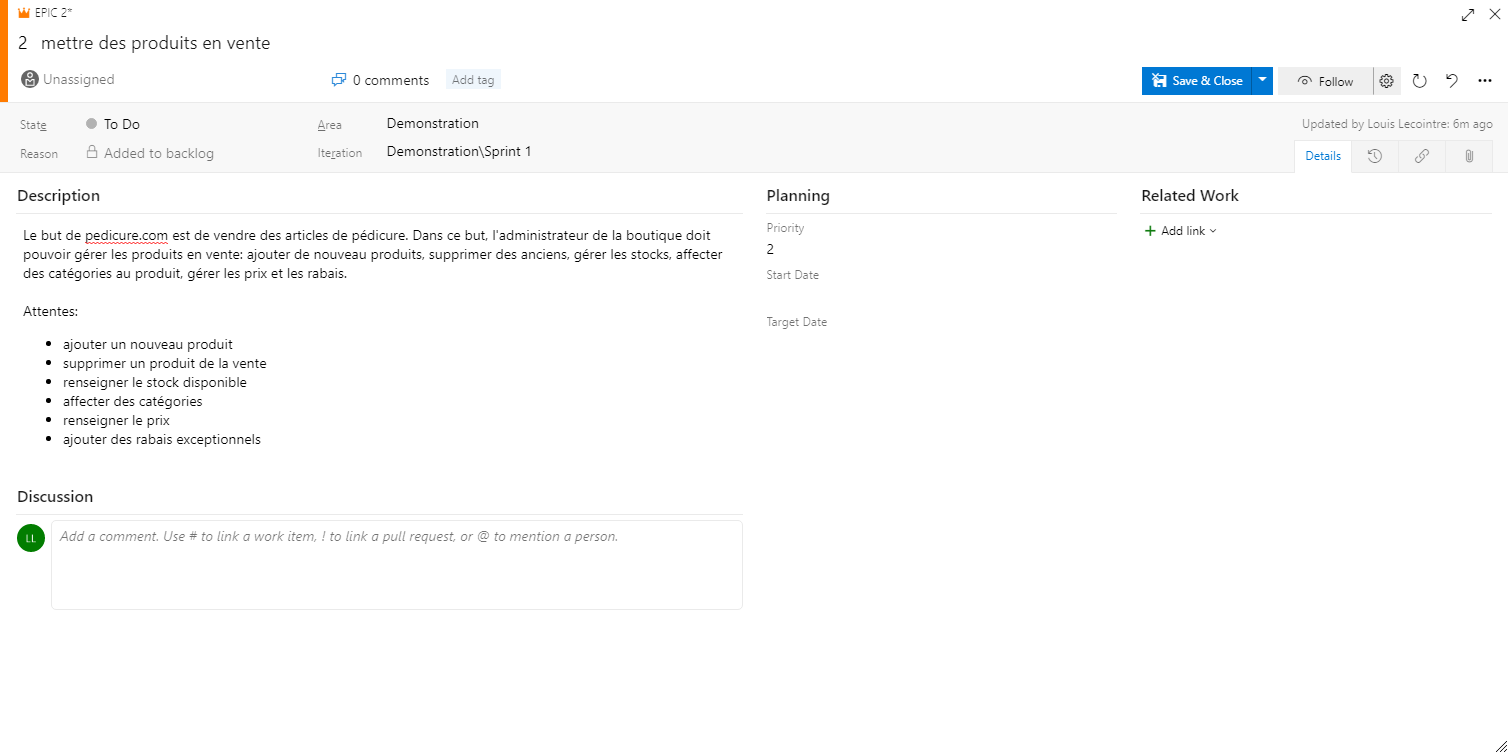 EPIC 2*
2 mettre des produits en vente
Unassigned
0 comments
Add tag
Save & Close
Follow
State
To Do
Area
Demonstration
Updated by Louis Lecointre: 6m ago
Reason
Added to backlog
Iteration
Demonstration\Sprint 1
Details
Description
Le but de pedicure.com est de vendre des articles de pédicure. Dans ce but, l'administrateur de la boutique doit
pouvoir gérer les produits en vente: ajouter de nouveau produits, supprimer des anciens, gérer les stocks, affecter
des catégories au produit, gérer les prix et les rabais.
Attentes:
ajouter un nouveau produit
supprimer un produit de la vente
renseigner le stock disponible
affecter des catégories
renseigner le prix
ajouter des rabais exceptionnels
Discussion
LL
Add a comment. Use # to link a work item, ! to link a pull request, or @ to mention a person.
Planning
Priority
2
Start Date
Target Date
Related Work
Add link